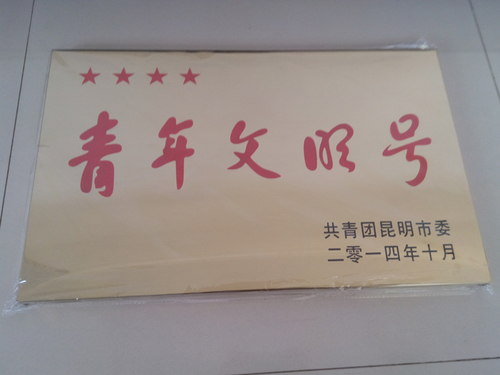 ★★★★
青年文明号
共青团昆明市委
二零一四年十月